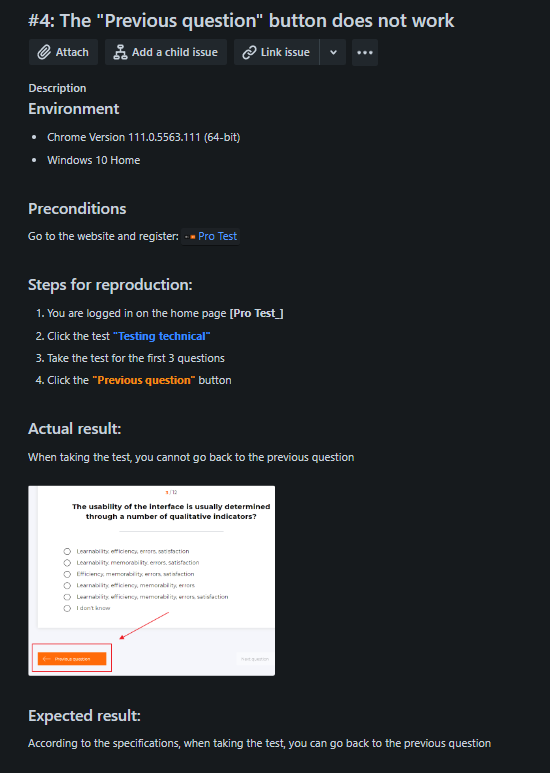 #4: The "Previous question" button does not work
Attach Add a child issue Link issue
Description
Environment
• Chrome Version 111.0.5563.111 (64-bit)
• Windows 10 Home
Preconditions
Go to the website and register: Pro Test
Steps for reproduction:
1. You are logged in on the home page [Pro Test_]
2. Click the test "Testing technical"
3. Take the test for the first 3 questions
4. Click the "Previous question" button
Actual result:
When taking the test, you cannot go back to the previous question
The usability of the interface is usually determined
through a number of qualitative indicators?
Learnability, efficiency, errors, satisfaction
Learnability, memorability, errors, satisfaction
Efficiency, memorability, errors, satisfaction
Learnability, efficiency, memorability, errors
Learnability, efficiency, memorability, errors, satisfaction
I don't know
Previous question Next question
Expected result:
According to the specifications, when taking the test, you can go back to the previous question